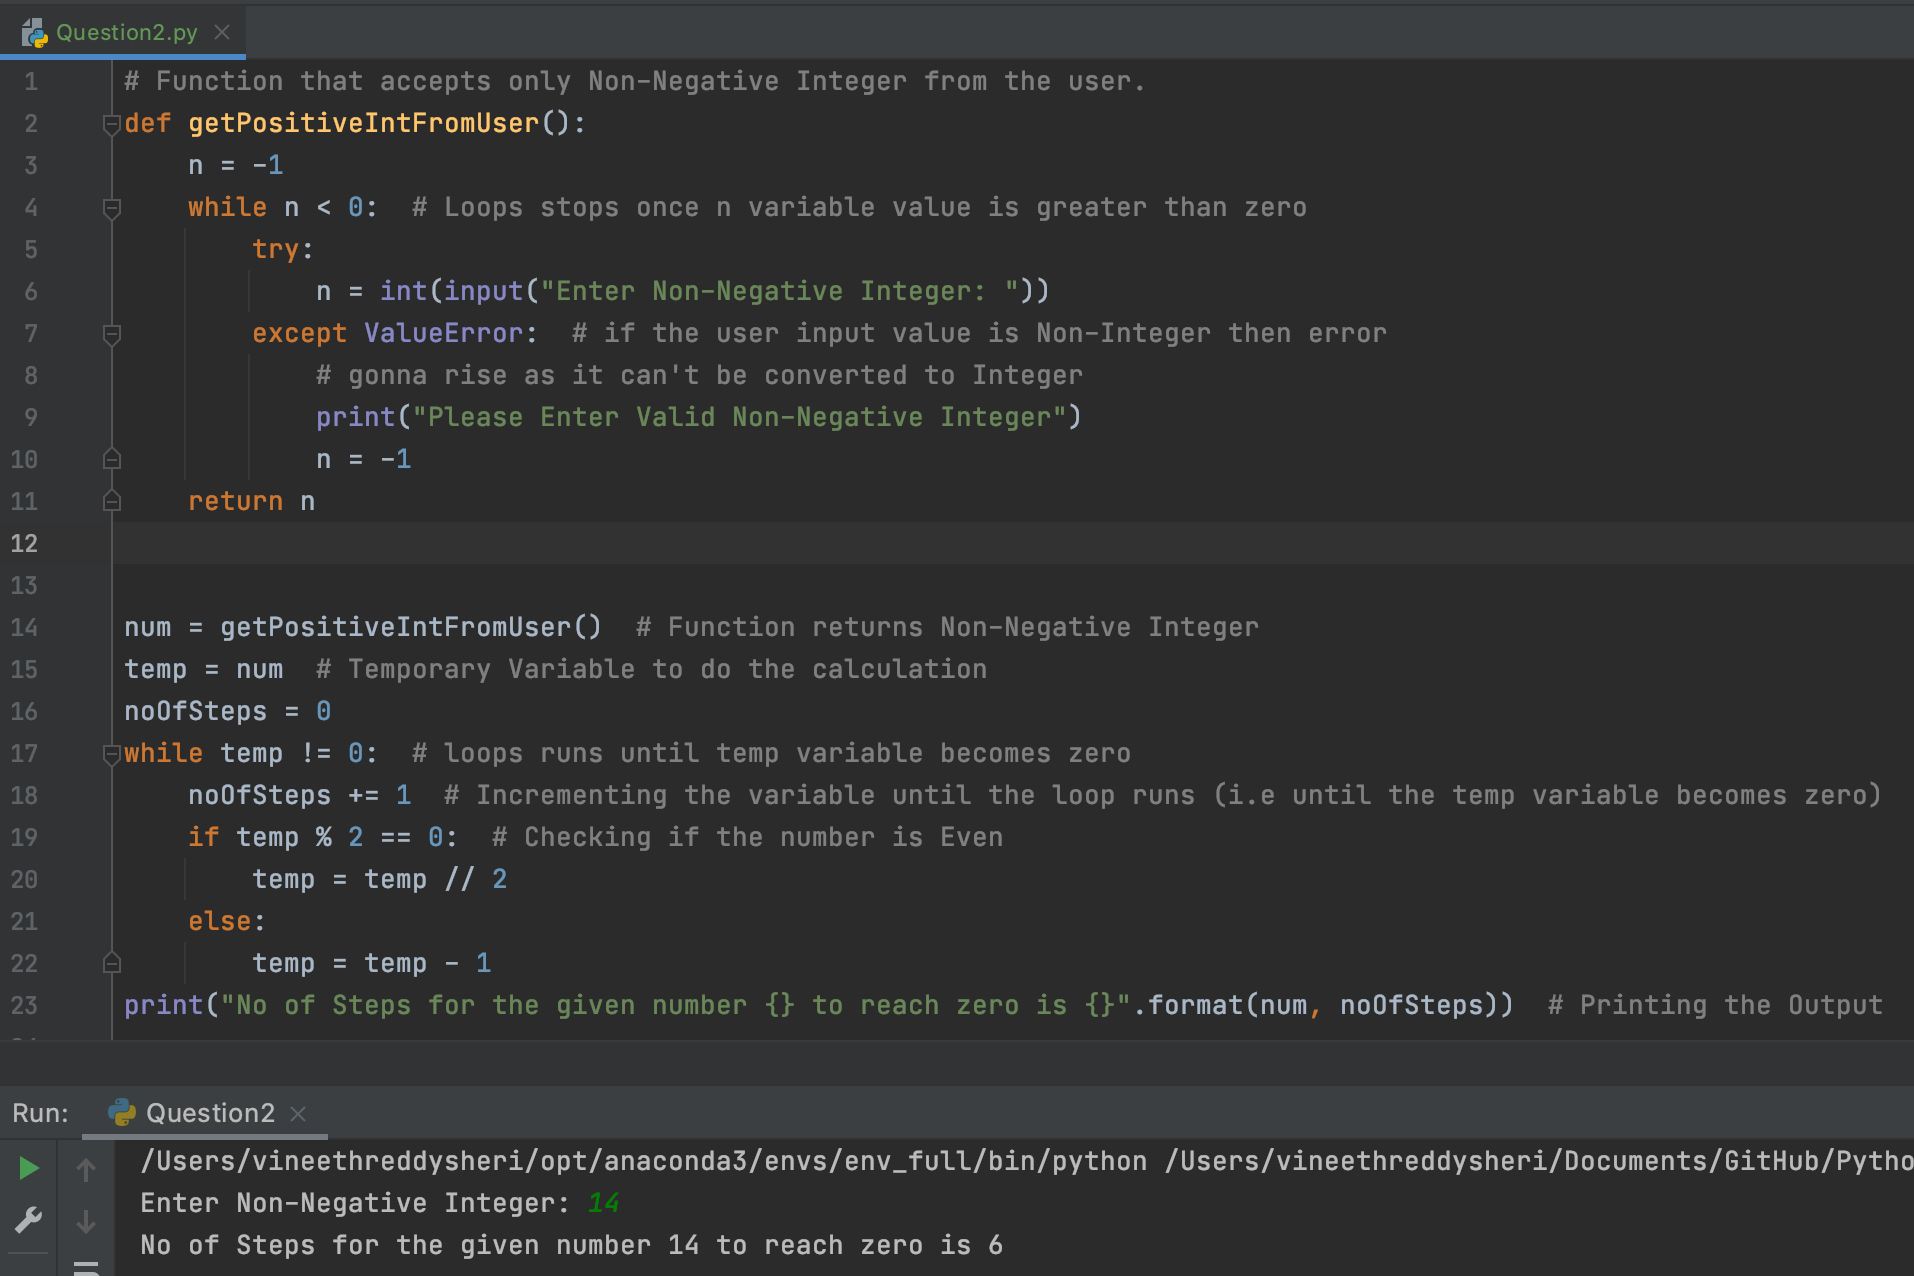 Question2.py
1 # Function that accepts only Non-Negative Integer from the user.
2 def getPositiveIntFromUser():
3     n = -1
4     while n < 0:  # Loops stops once n variable value is greater than zero
5         try:
6             n = int(input("Enter Non-Negative Integer: "))
7         except ValueError:  # if the user input value is Non-Integer then error
8             # gonna rise as it can't be converted to Integer
9             print("Please Enter Valid Non-Negative Integer")
10             n = -1
11     return n
12
13
14 num = getPositiveIntFromUser()  # Function returns Non-Negative Integer
15 temp = num  # Temporary Variable to do the calculation
16 noOfSteps = 0
17 while temp != 0:  # loops runs until temp variable becomes zero
18     noOfSteps += 1  # Incrementing the variable until the loop runs (i.e until the temp variable becomes zero)
19     if temp % 2 == 0:  # Checking if the number is Even
20         temp = temp // 2
21     else:
22         temp = temp - 1
23 print("No of Steps for the given number {} to reach zero is {}".format(num, noOfSteps))  # Printing the Output
Run: Question2
/Users/vineethreddysheri/opt/anaconda3/envs/env_full/bin/python /Users/vineethreddysheri/Documents/GitHub/Pytho
Enter Non-Negative Integer: 14
No of Steps for the given number 14 to reach zero is 6